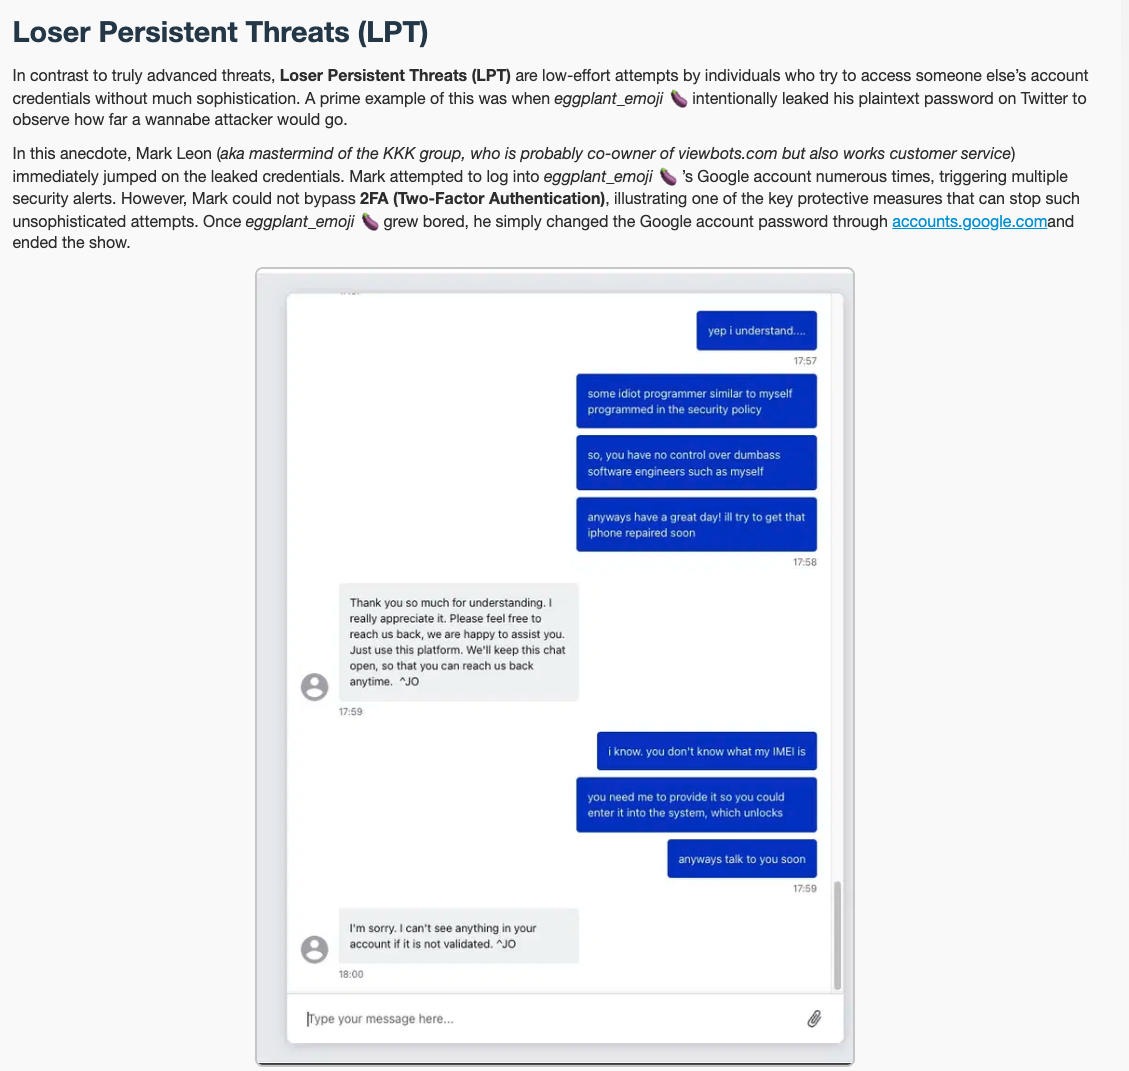 Loser Persistent Threats (LPT)
In contrast to truly advanced threats, Loser Persistent Threats (LPT) are low-effort attempts by individuals who try to access someone else's account
credentials without much sophistication. A prime example of this was when eggplant_emoji 🍆 intentionally leaked his plaintext password on Twitter to
observe how far a wannabe attacker would go.
In this anecdote, Mark Leon (aka mastermind of the KKK group, who is probably co-owner of viewbots.com but also works customer service)
immediately jumped on the leaked credentials. Mark attempted to log into eggplant_emoji 🍆 's Google account numerous times, triggering multiple
security alerts. However, Mark could not bypass 2FA (Two-Factor Authentication), illustrating one of the key protective measures that can stop such
unsophisticated attempts. Once eggplant_emoji 🍆 grew bored, he simply changed the Google account password through accounts.google.comand
ended the show.
yep i understand....
17:57
some idiot programmer similar to myself
programmed in the security policy
so, you have no control over dumbass
software engineers such as myself
anyways have a great day! ill try to get that
iphone repaired soon
17:58
Thank you so much for understanding. I
really appreciate it. Please feel free to
reach us back, we are happy to assist you.
Just use this platform. We'll keep this chat
open, so that you can reach us back
anytime. ^JO
17:59
i know. you don't know what my IMEI is
you need me to provide it so you could
enter it into the system, which unlocks
anyways talk to you soon
17:59
I'm sorry. I can't see anything in your
account if it is not validated. ^JO
18:00
Type your message here...